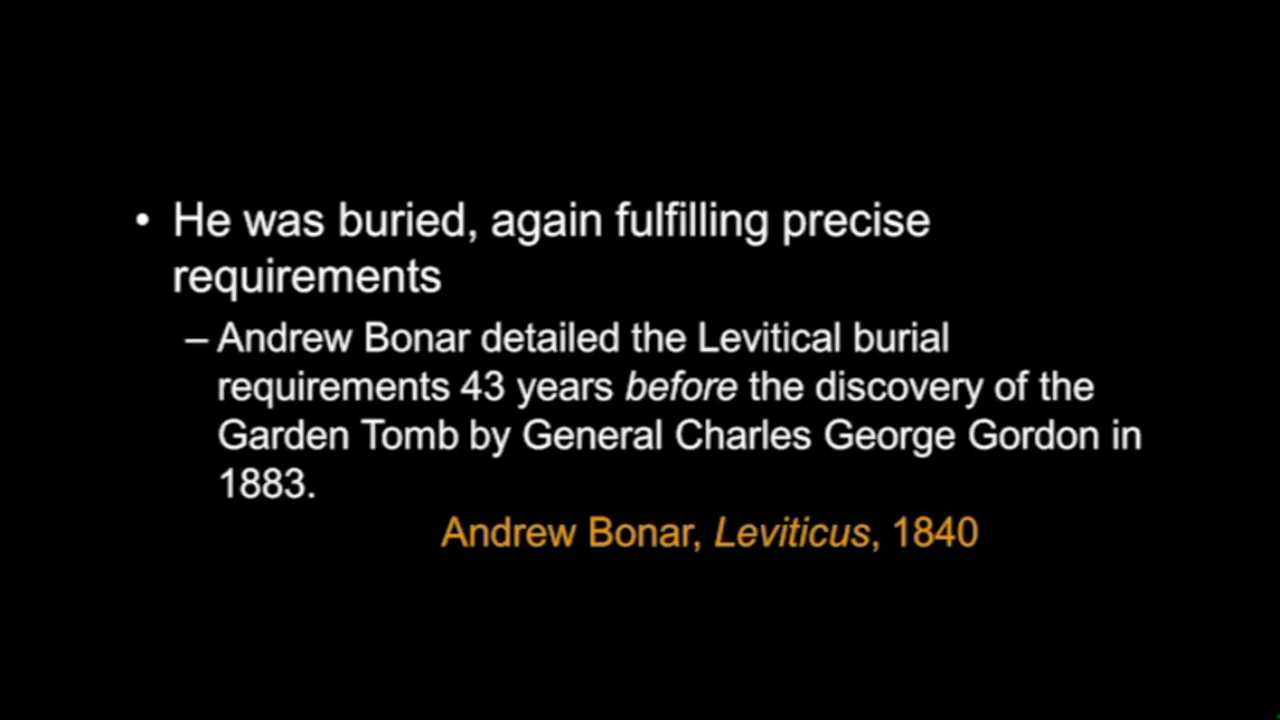 • He was buried, again fulfilling precise
requirements
– Andrew Bonar detailed the Levitical burial
requirements 43 years before the discovery of the
Garden Tomb by General Charles George Gordon in
1883.
Andrew Bonar, Leviticus, 1840